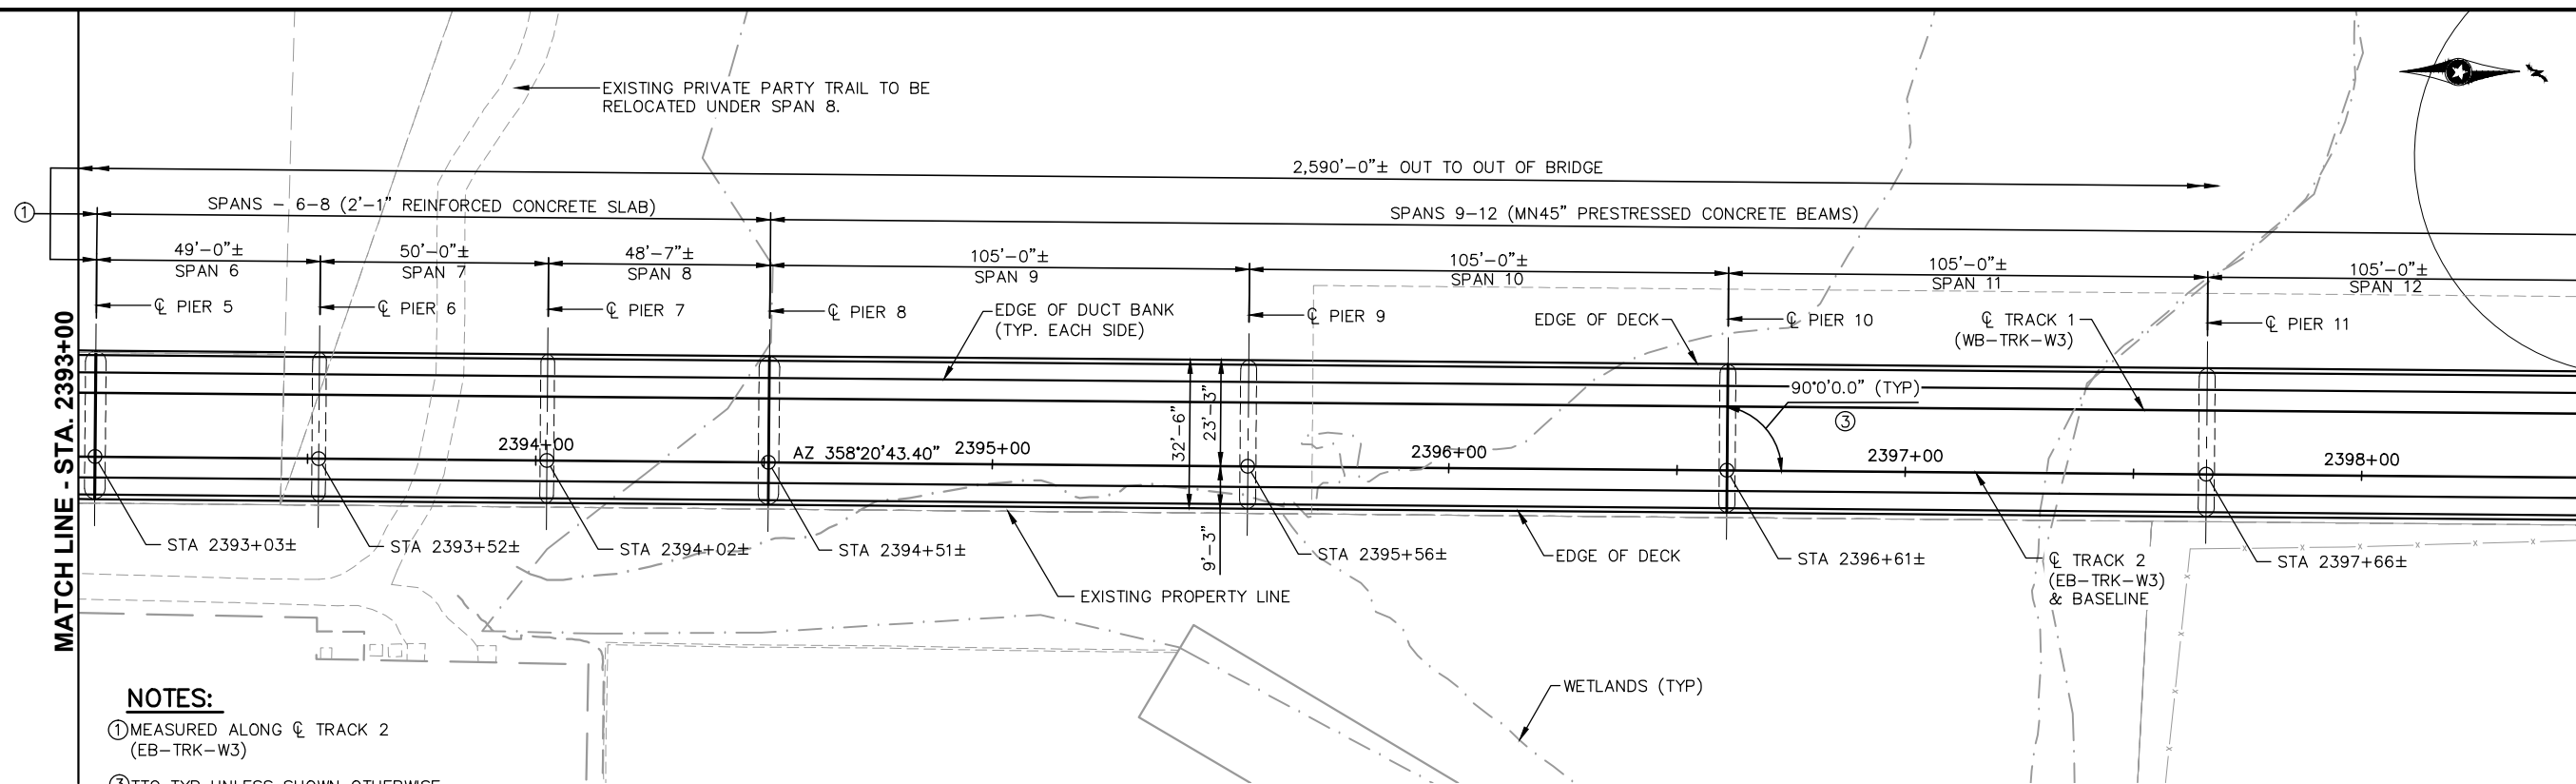 EXISTING PRIVATE PARTY TRAIL TO BE
RELOCATED UNDER SPAN 8.
2,590'-0"± OUT TO OUT OF BRIDGE
1
SPANS - 6-8 (2'-1" REINFORCED CONCRETE SLAB)
SPANS 9-12 (MN45" PRESTRESSED CONCRETE BEAMS)
49'-0"±
SPAN 6
50'-0"±
SPAN 7
48'-7"±
SPAN 8
105'-0"±
SPAN 9
105'-0"±
SPAN 10
105'-0"±
SPAN 11
105'-0"±
SPAN 12
℄ PIER 5
℄ PIER 6
℄ PIER 7
℄ PIER 8
EDGE OF DUCT BANK
(TYP. EACH SIDE)
℄ PIER 9
EDGE OF DECK
℄ PIER 10
℄ TRACK 1
(WB-TRK-W3)
℄ PIER 11
MATCH LINE - STA. 2393+00
32'-6"
23'-3"
90°0'0.0" (TYP)
3
2394+00
AZ 358°20'43.40"
2395+00
2396+00
2397+00
2398+00
9'-3"
STA 2393+03±
STA 2393+52±
STA 2394+02±
STA 2394+51±
STA 2395+56±
EDGE OF DECK
STA 2396+61±
℄ TRACK 2
(EB-TRK-W3)
& BASELINE
STA 2397+66±
EXISTING PROPERTY LINE
WETLANDS (TYP)
NOTES:
1 MEASURED ALONG ℄ TRACK 2
(EB-TRK-W3)
TYP UNLESS SHOWN OTHERWISE